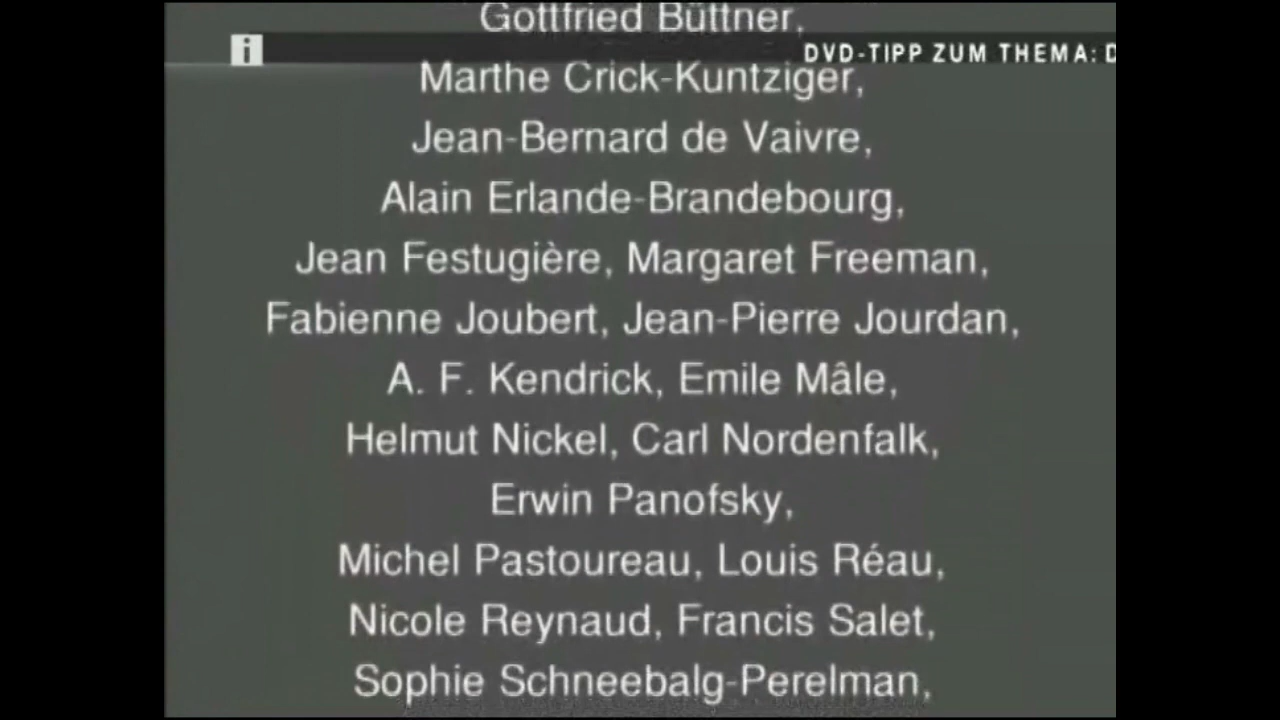 Gottfried Büttner,
i
DVD-TIPP ZUM THEMA: D
Marthe Crick-Kuntziger,
Jean-Bernard de Vaivre,
Alain Erlande-Brandebourg,
Jean Festugière, Margaret Freeman,
Fabienne Joubert, Jean-Pierre Jourdan,
A. F. Kendrick, Emile Mâle,
Helmut Nickel, Carl Nordenfalk,
Erwin Panofsky,
Michel Pastoureau, Louis Réau,
Nicole Reynaud, Francis Salet,
Sophie Schneebalg-Perelman,